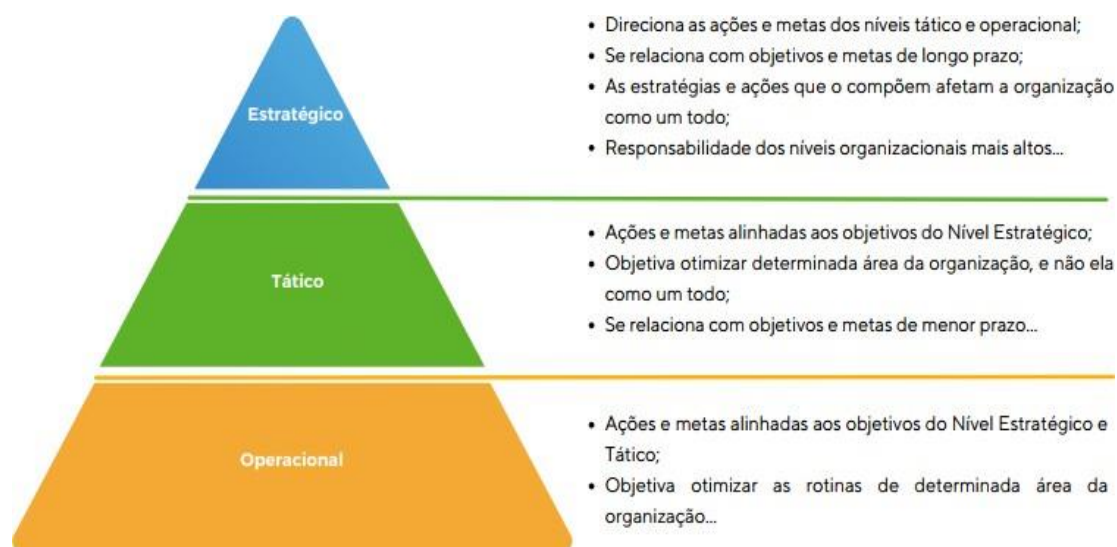 Estratégico
• Direciona as ações e metas dos níveis tático e operacional;
• Se relaciona com objetivos e metas de longo prazo;
• As estratégias e ações que o compõem afetam a organização
como um todo;
• Responsabilidade dos níveis organizacionais mais altos...
Tático
• Ações e metas alinhadas aos objetivos do Nível Estratégico;
• Objetiva otimizar determinada área da organização, e não ela
como um todo;
• Se relaciona com objetivos e metas de menor prazo...
Operacional
• Ações e metas alinhadas aos objetivos do Nível Estratégico e
Tático;
• Objetiva otimizar as rotinas de determinada área da
organização...